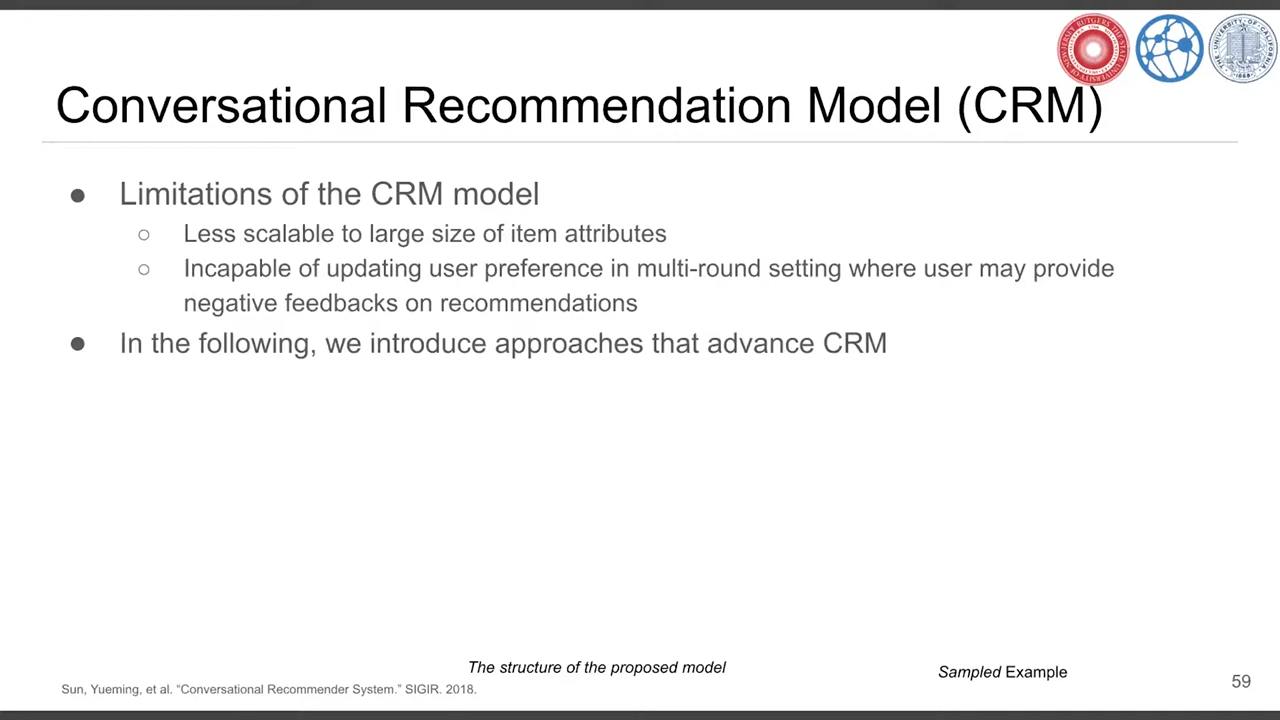 Conversational Recommendation Model (CRM)
● Limitations of the CRM model
○ Less scalable to large size of item attributes
○ Incapable of updating user preference in multi-round setting where user may provide
negative feedbacks on recommendations
● In the following, we introduce approaches that advance CRM
The structure of the proposed model
Sampled Example
Sun, Yueming, et al. "Conversational Recommender System." SIGIR. 2018.
59